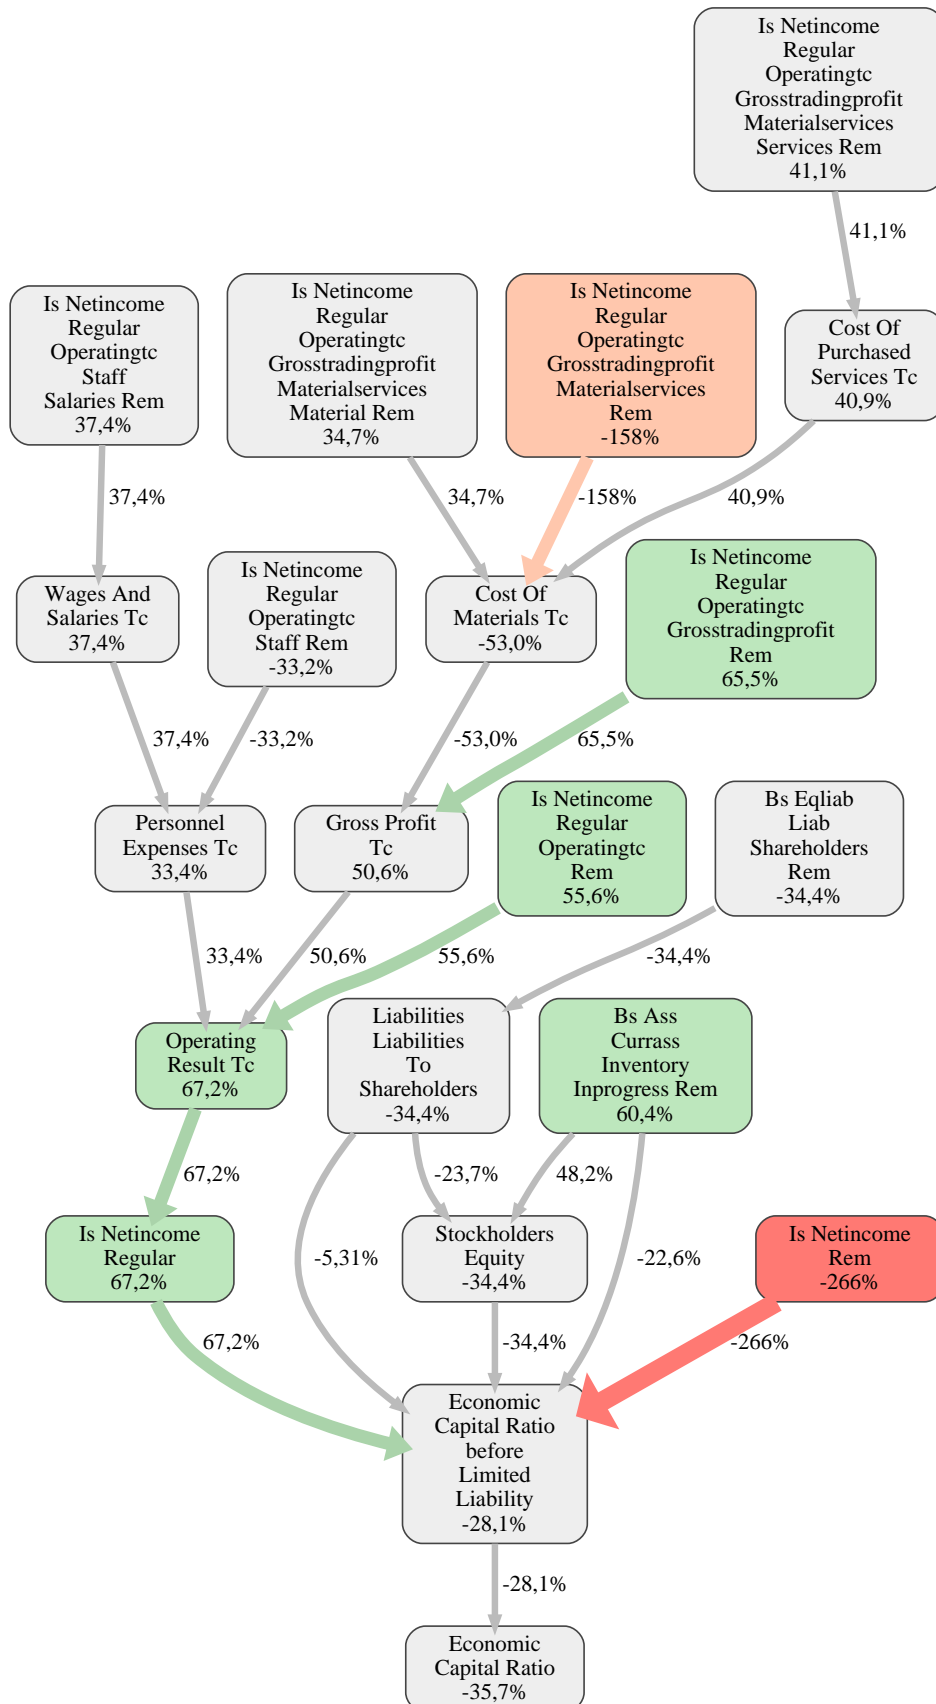 Is Netincome
Regular
Operatingtc
Grosstradingprofit
Materialservices
Services Rem
41,1%
41,1%
Is Netincome
Regular
Operatingtc
Staff
Salaries Rem
37,4%
Is Netincome
Regular
Operatingtc
Grosstradingprofit
Materialservices
Material Rem
34,7%
Is Netincome
Regular
Operatingtc
Grosstradingprofit
Materialservices
Rem
-158%
Cost Of
Purchased
Services Tc
40,9%
37,4%
34,7%
-158%
40,9%
Wages And
Salaries Tc
37,4%
Is Netincome
Regular
Operatingtc
Staff Rem
-33,2%
Cost Of
Materials Tc
-53,0%
Is Netincome
Regular
Operatingtc
Grosstradingprofit
Rem
65,5%
37,4%
-33,2%
-53,0%
65,5%
Personnel
Expenses Tc
33,4%
Gross Profit
Tc
50,6%
Is Netincome
Regular
Operatingtc
Rem
55,6%
Bs Eqliab
Liab
Shareholders
Rem
-34,4%
33,4%
50,6%
55,6%
-34,4%
Operating
Result Tc
67,2%
Liabilities
Liabilities
To
Shareholders
-34,4%
Bs Ass
Currass
Inventory
Inprogress Rem
60,4%
67,2%
-23,7%
48,2%
Is Netincome
Regular
67,2%
-5,31%
Stockholders
Equity
-34,4%
-22,6%
Is Netincome
Rem
-266%
67,2%
-34,4%
-266%
Economic
Capital Ratio
before
Limited
Liability
-28,1%
-28,1%
Economic
Capital Ratio
-35,7%